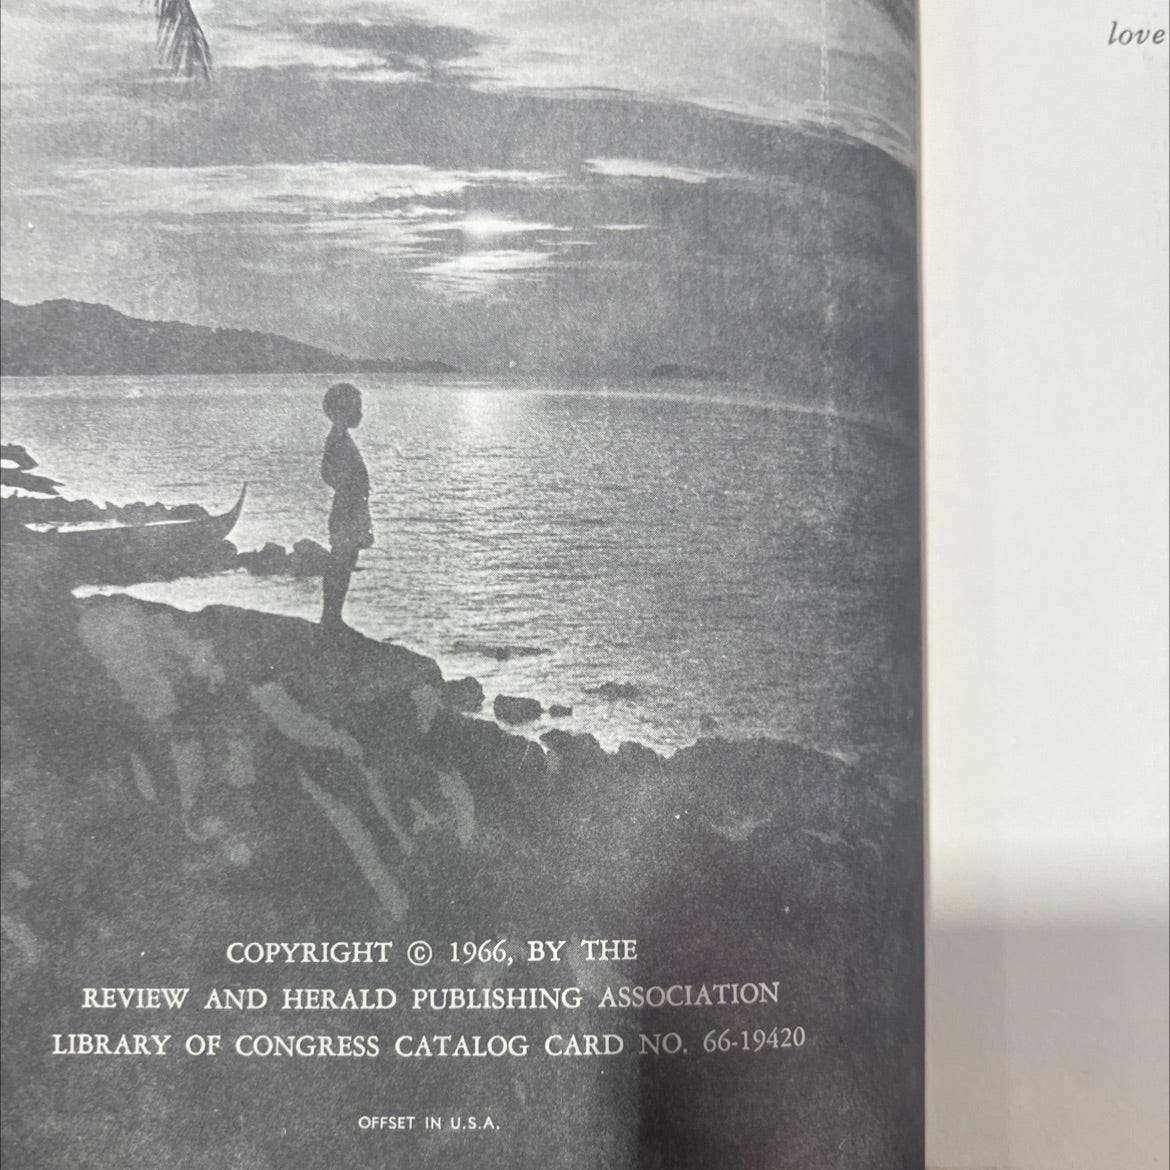 love
COPYRIGHT © 1966, BY THE
REVIEW AND HERALD PUBLISHING ASSOCIATION
LIBRARY OF CONGRESS CATALOG CARD NO. 66-19420
OFFSET IN U.S.A.